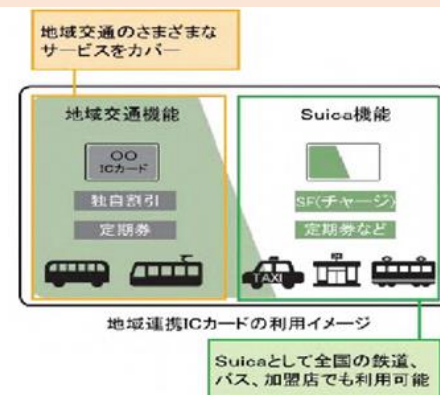 地域交通のさまざまな
サービスをカバー
地域交通機能
○○
ICカード
独自割引
定期券
Suica機能
SF(チャージ)
定期券など
TAXI
地域連携ICカードの利用イメージ
Suicaとして全国の鉄道、
バス、加盟店でも利用可能